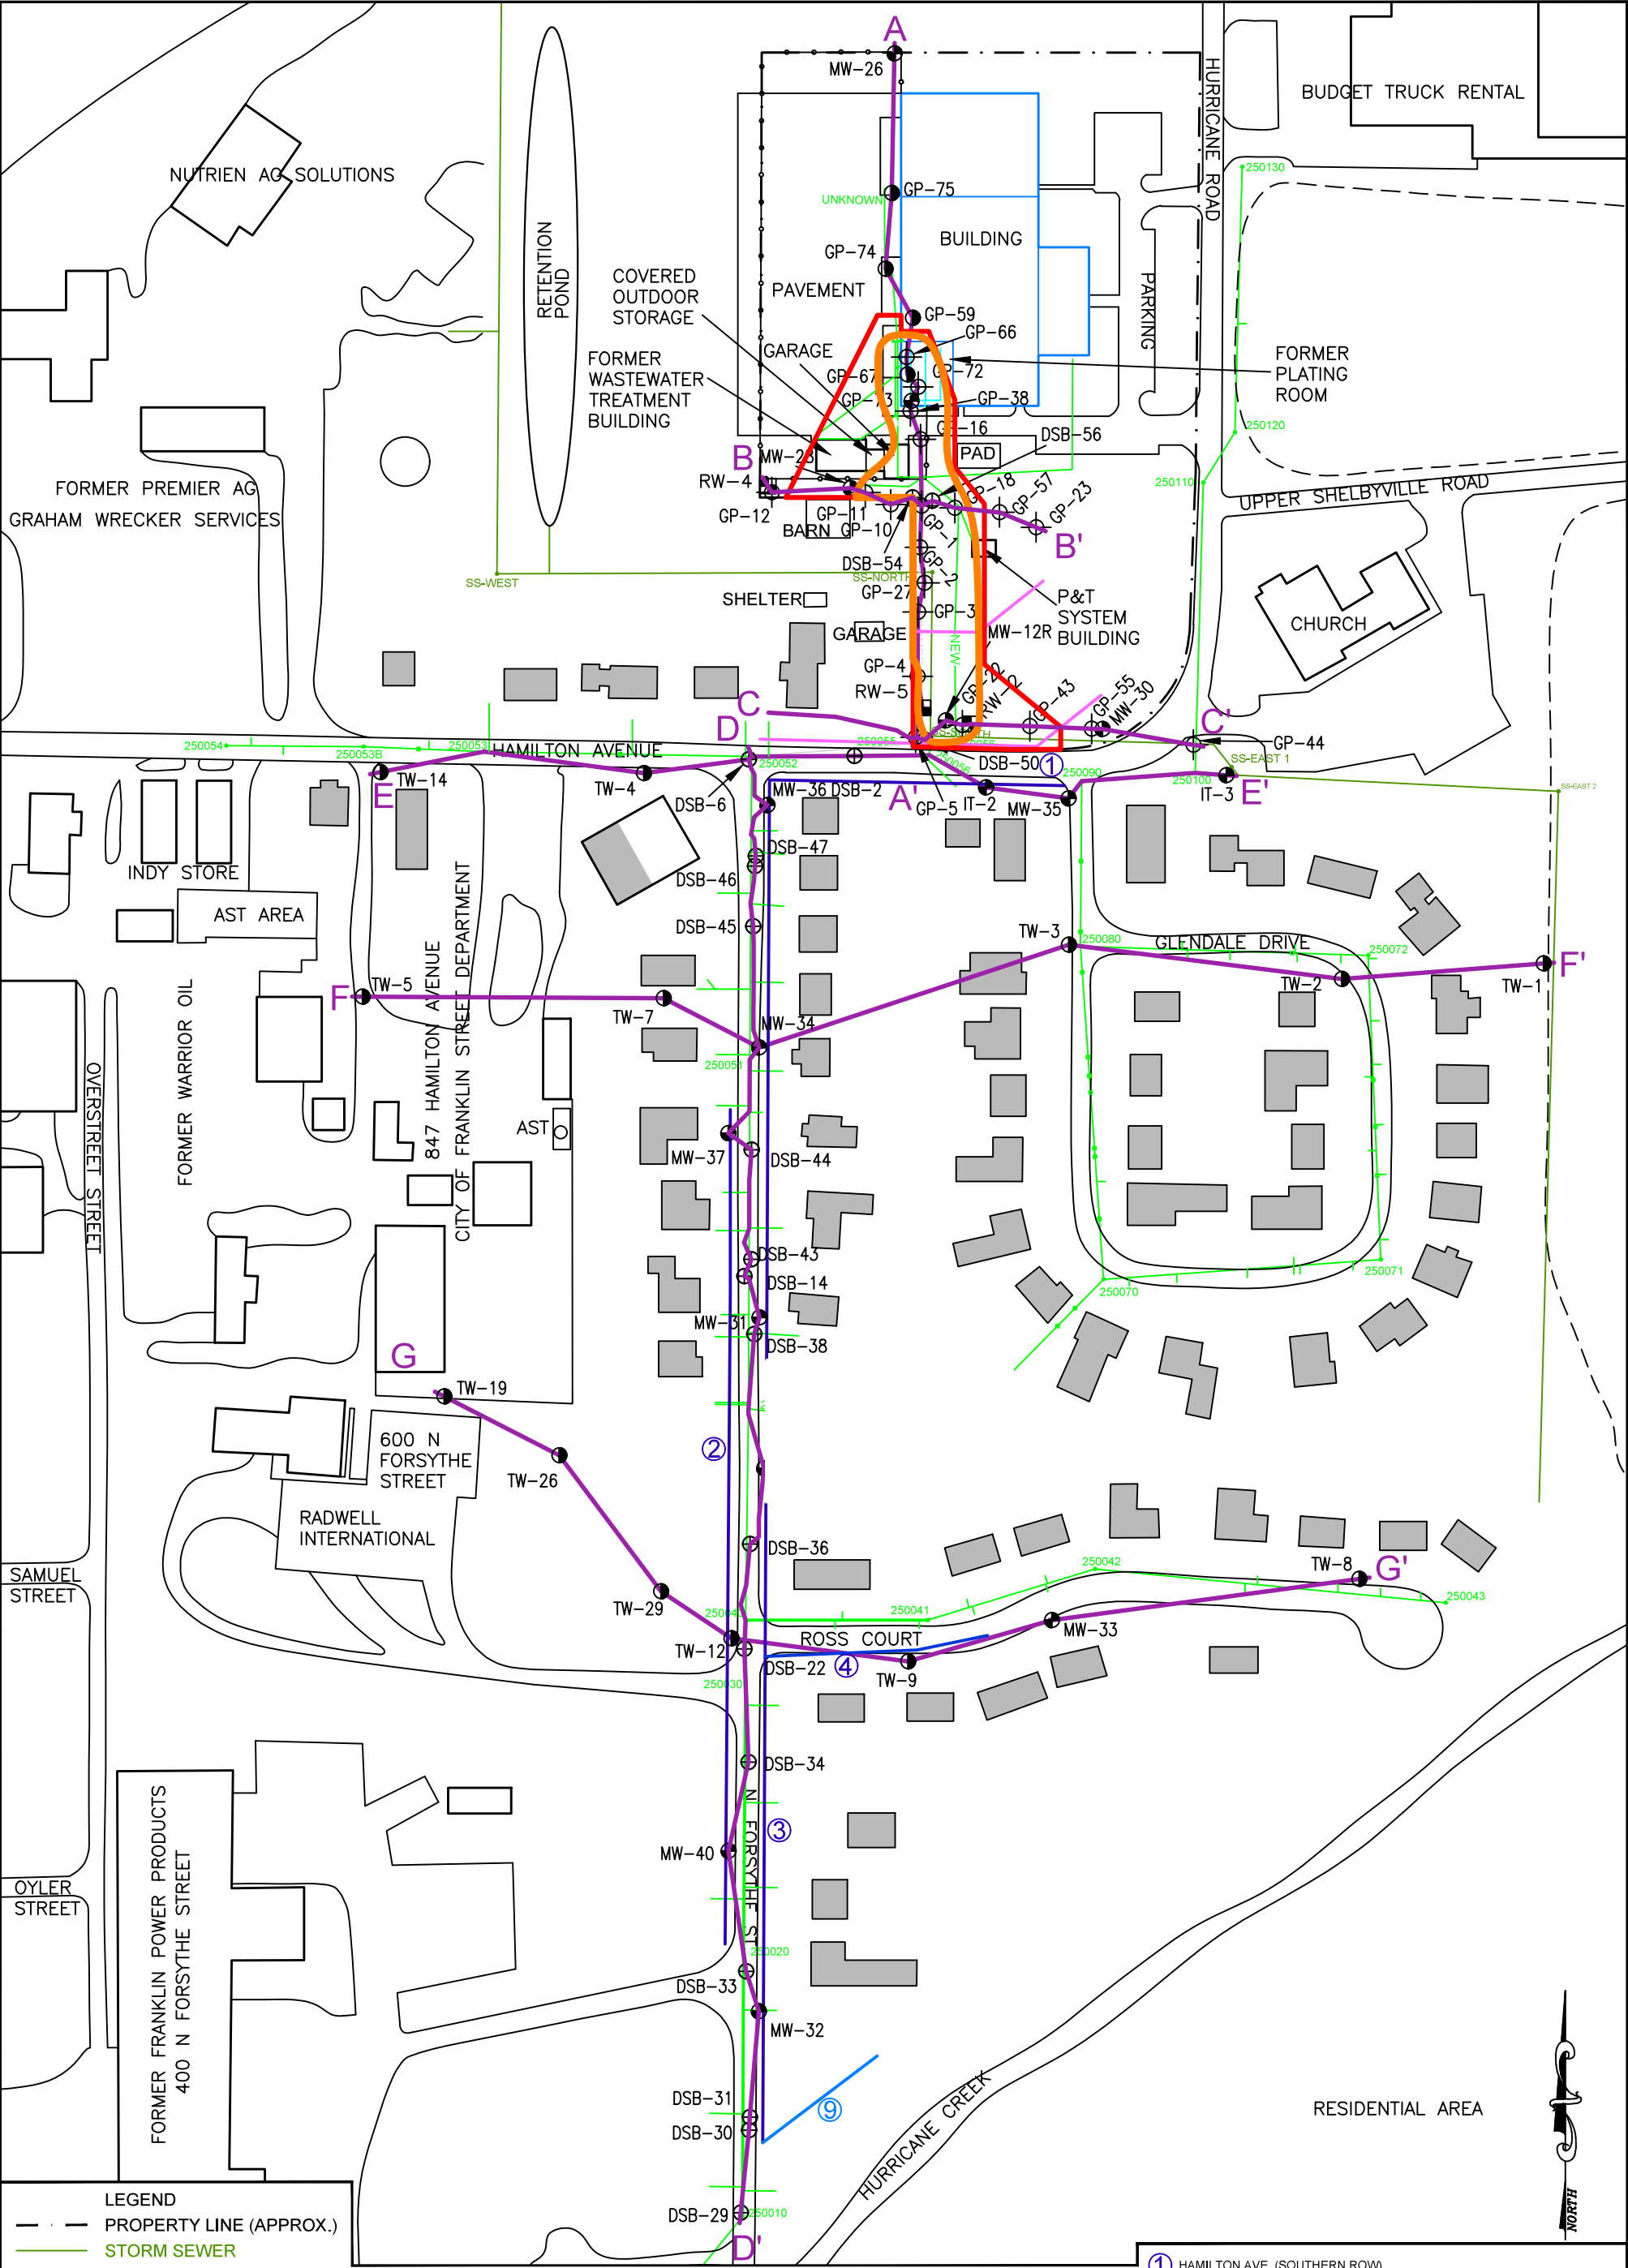 A
MW-26
HURRICANE ROAD
BUDGET TRUCK RENTAL
250130
NUTRIEN AG SOLUTIONS
UNKNOWN
GP-75
BUILDING
GP-74
RETENTION
POND
COVERED
OUTDOOR
STORAGE
PAVEMENT
PARKING
GP-59
GP-66
GARAGE
FORMER
WASTEWATER
TREATMENT
BUILDING
GP-67
GP-72
FORMER
PLATING
ROOM
GP-73
GP-38
GP-16
DSB-56
250120
B
PAD
RW-4
250110
UPPER SHELBYVILLE ROAD
FORMER PREMIER AG
GRAHAM WRECKER SERVICES
GP-12
GP-11
GP-18
GP-57
GP-23
BARN
GP-10
GP-1
B'
DSB-54
GP-2
SS-WEST
SS-NORTH
GP-27
SHELTER
GP-3
P&T
SYSTEM
BUILDING
GARAGE
MW-12R
NEW
CHURCH
GP-4
RW-5
GP-22
RW-2
GP-43
GP-55
MW-30
C
D
C'
GP-44
250054
250053B
250053
HAMILTON AVENUE
250052
250055
250056
DSB-50
1
SS-EAST 1
250090
250100
SS-EAST 2
E
TW-14
TW-4
DSB-6
MW-36
DSB-2
A'
GP-5
IT-2
MW-35
IT-3
E'
INDY STORE
DSB-47
DSB-46
AST AREA
DSB-45
TW-3
250080
GLENDALE DRIVE
250072
F
TW-5
TW-7
MW-34
TW-2
TW-1
F'
250051
OVERSTREET STREET
FORMER WARRIOR OIL
847 HAMILTON AVENUE
CITY OF FRANKLIN STREET DEPARTMENT
AST
MW-37
DSB-44
DSB-43
DSB-14
250071
250070
MW-31
DSB-38
G
TW-19
600 N
FORSYTHE
STREET
2
TW-26
RADWELL
INTERNATIONAL
DSB-36
SAMUEL
STREET
250042
TW-8
G'
TW-29
250041
250043
TW-12
ROSS COURT
MW-33
DSB-22
4
TW-9
250030
DSB-34
N FORSYTHE ST
3
MW-40
FORMER FRANKLIN POWER PRODUCTS
400 N FORSYTHE STREET
OYLER
STREET
250020
DSB-33
MW-32
DSB-31
DSB-30
9
HURRICANE CREEK
RESIDENTIAL AREA
NORTH
DSB-29
250010
D'
LEGEND
PROPERTY LINE (APPROX.)
STORM SEWER
1 HAMILTON AVE. (SOUTHERN ROW)